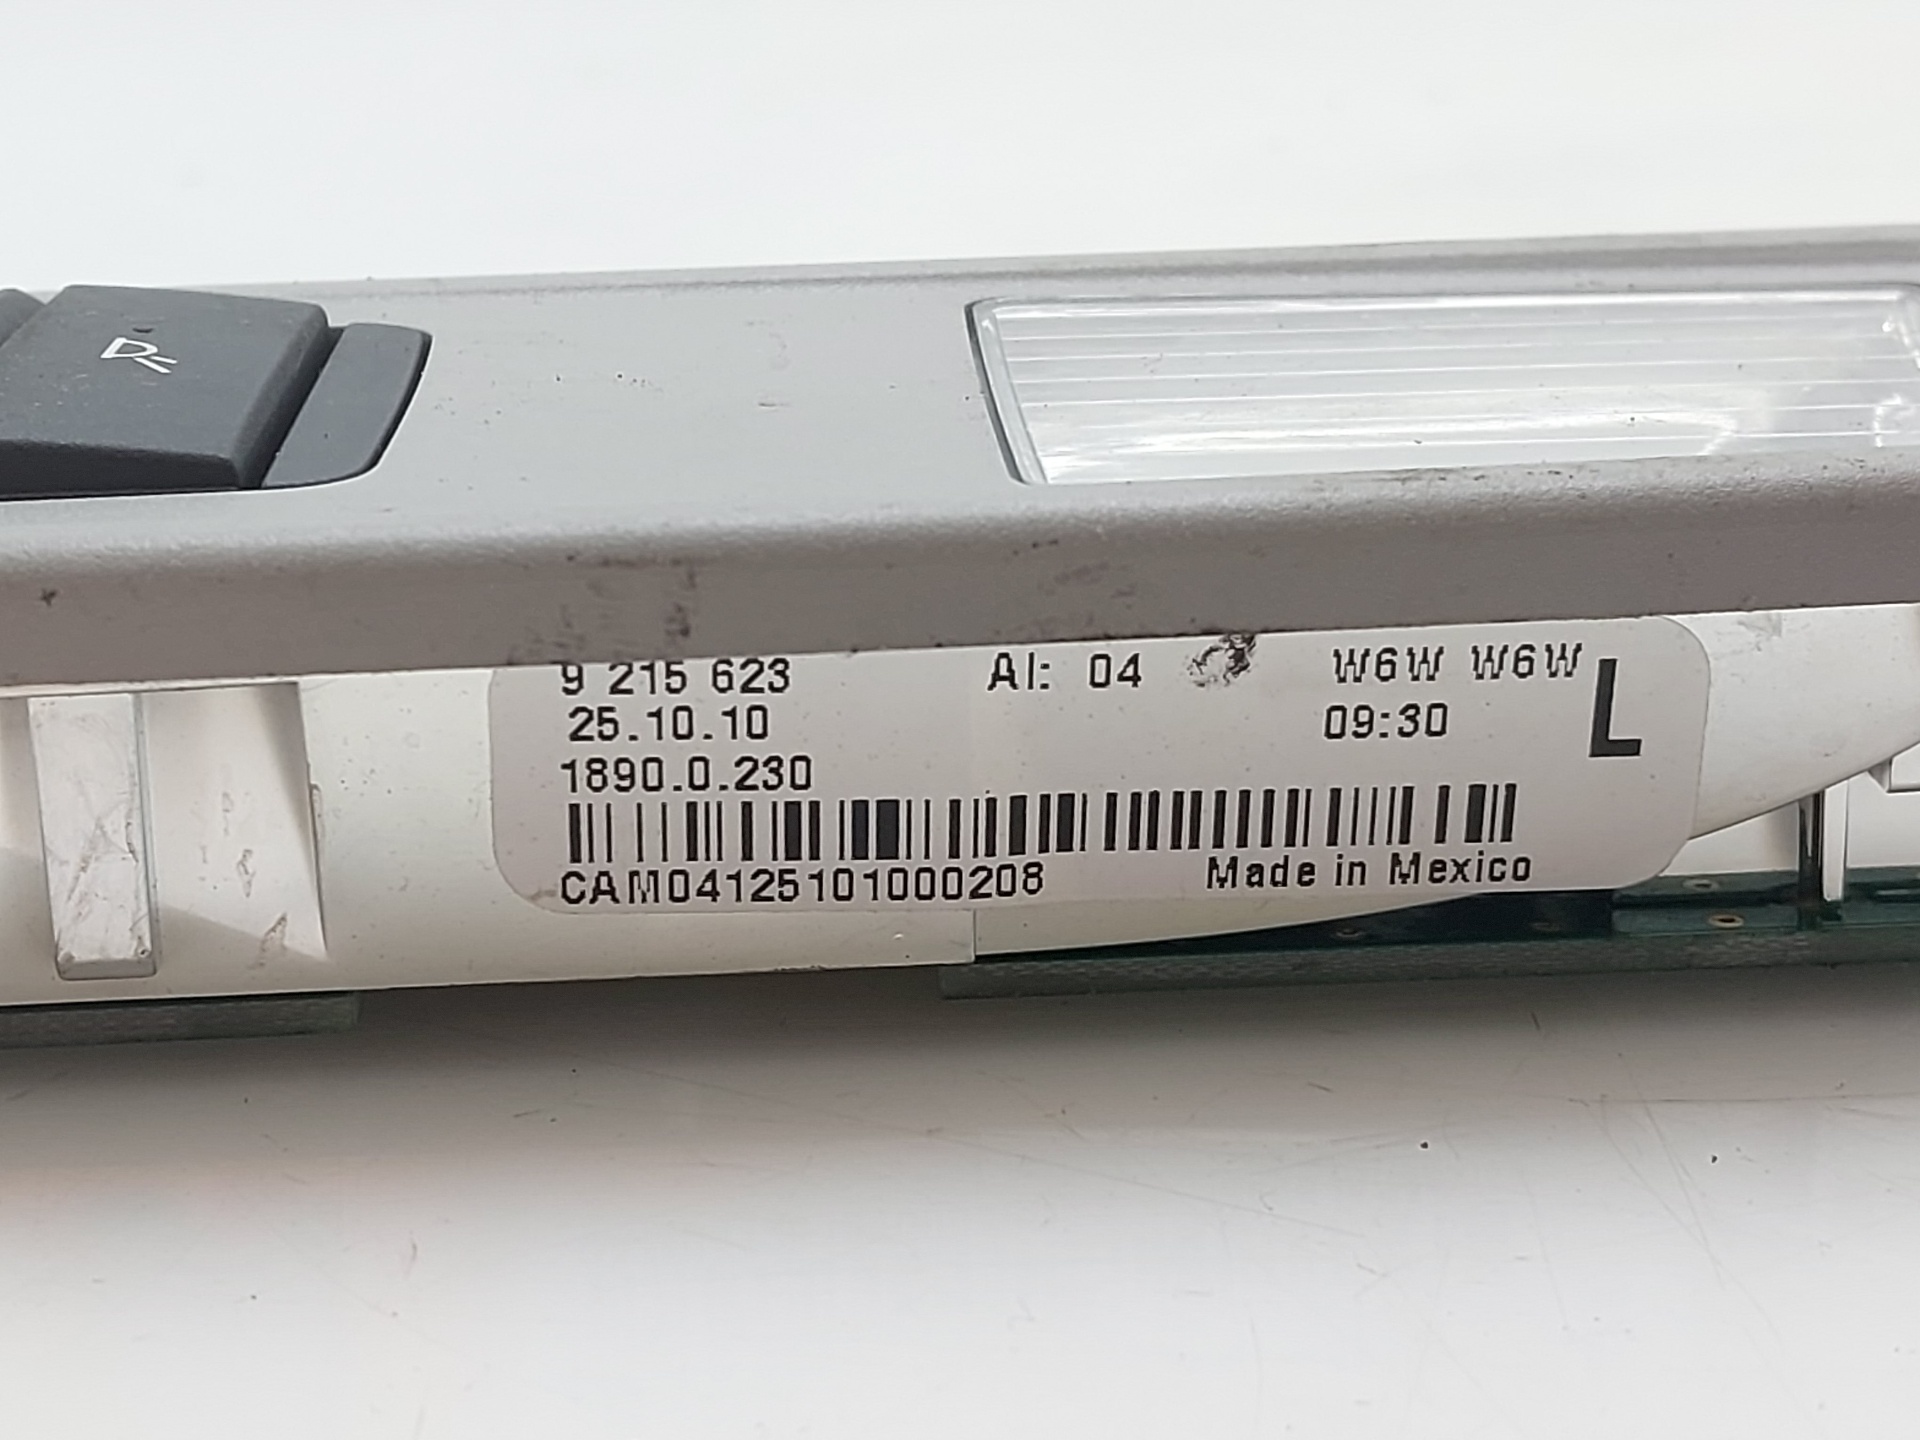 9 215 623 AI: 04 W6W W6W
25.10.10 09:30 L
1890.0.230
CAM04125101000208 Made in Mexico